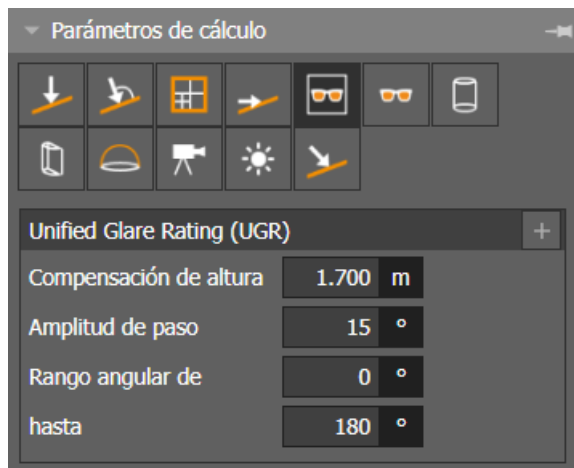 Parámetros de cálculo
Unified Glare Rating (UGR)
Compensación de altura 1.700 m
Amplitud de paso 15 °
Rango angular de 0 °
hasta 180 °